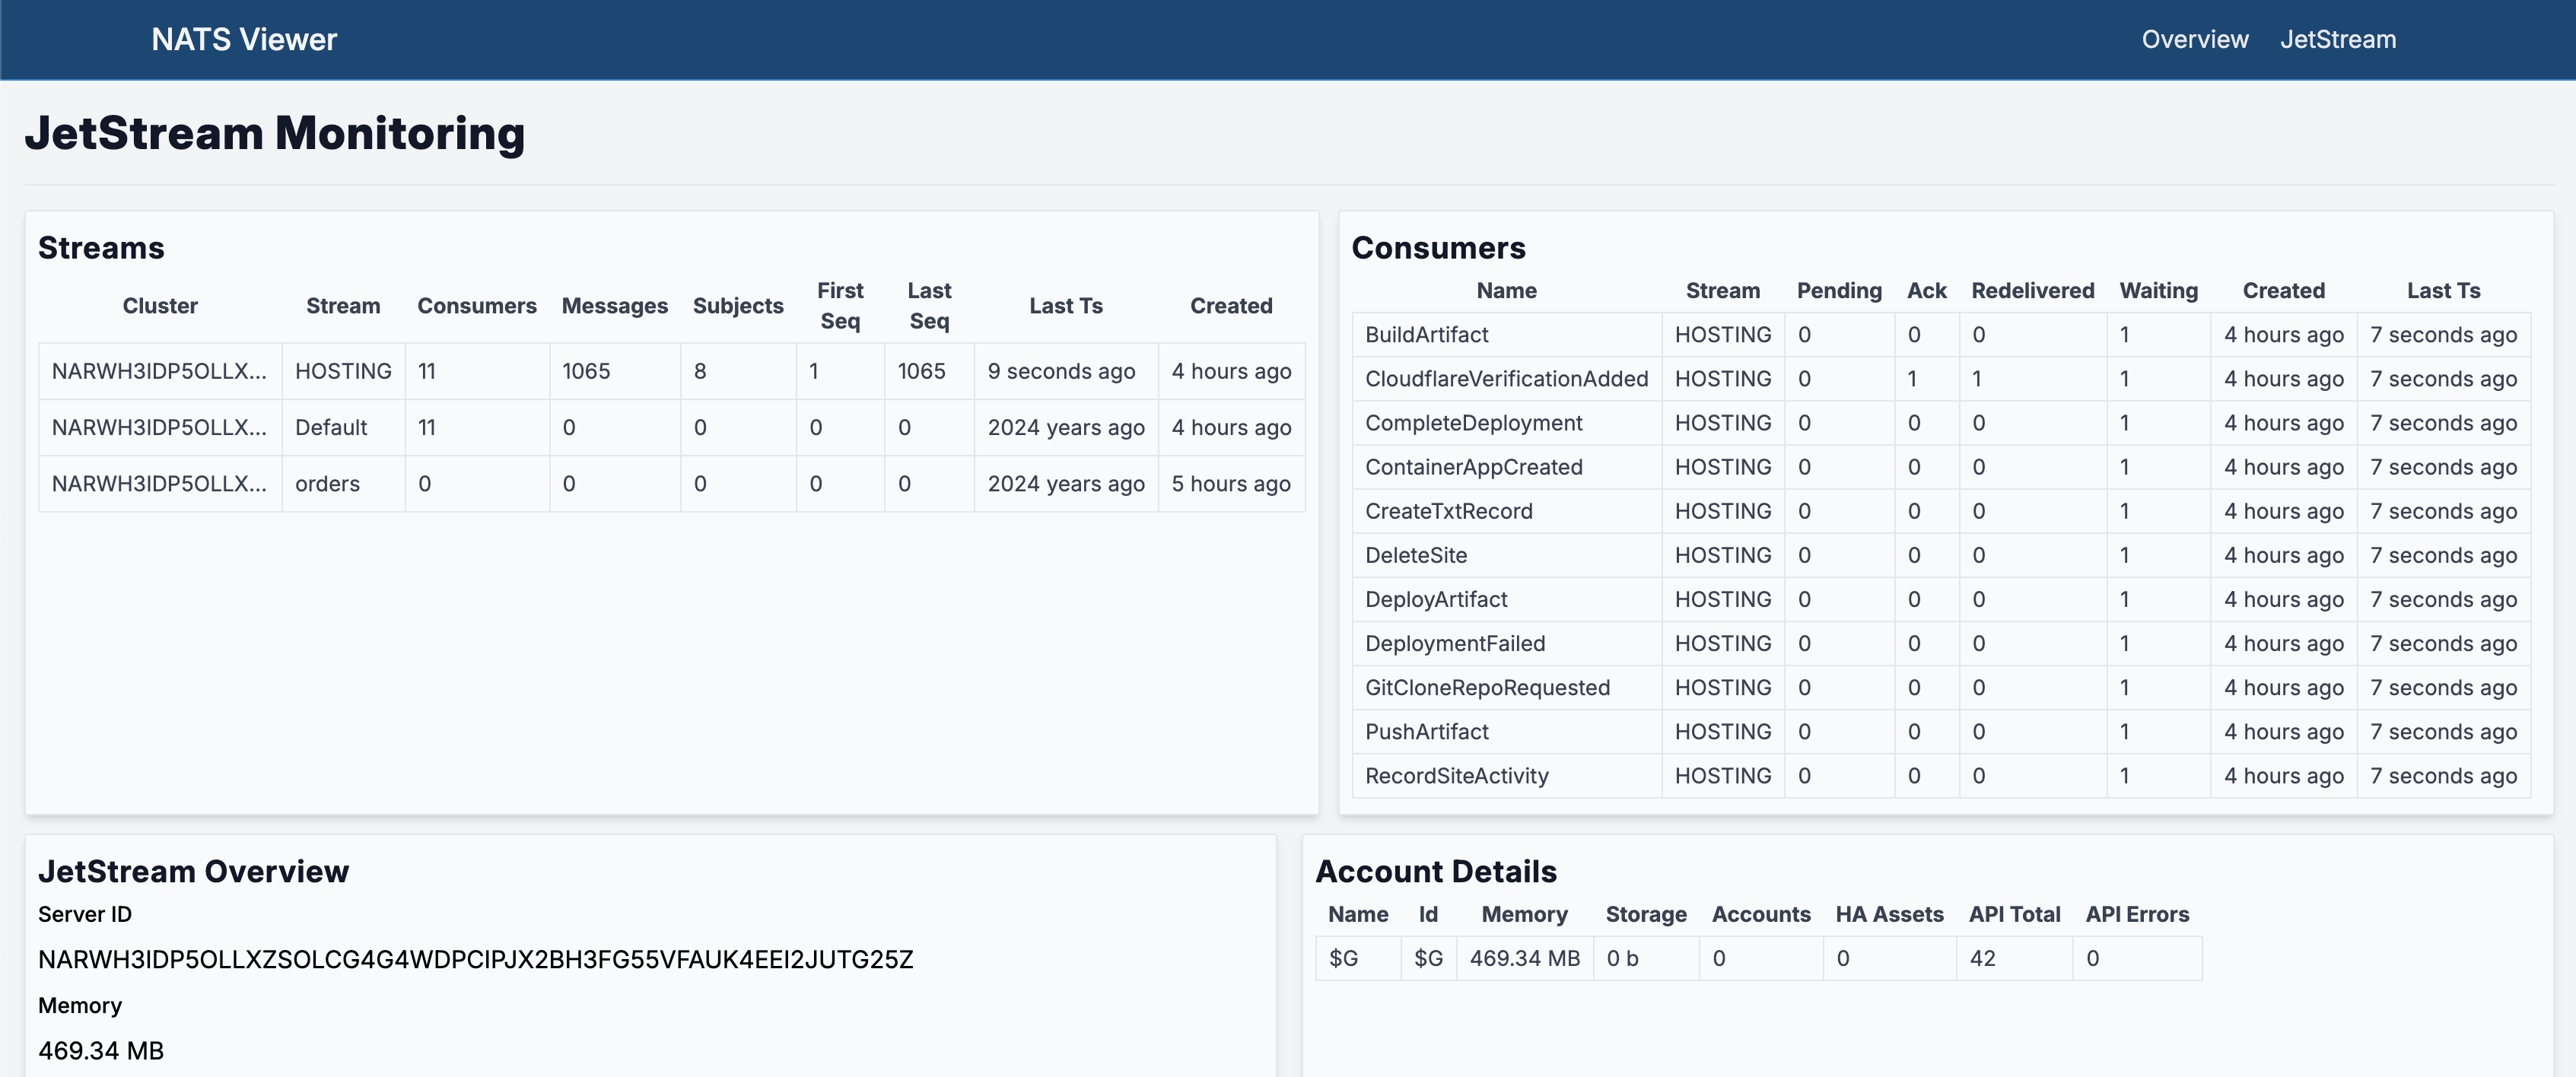 NATS Viewer
Overview JetStream
JetStream Monitoring
Streams
Cluster Stream Consumers Messages Subjects First Seq Last Seq Last Ts Created
NARWH3IDP5OLLX... HOSTING 11 1065 8 1 1065 9 seconds ago 4 hours ago
NARWH3IDP5OLLX... Default 11 0 0 0 0 2024 years ago 4 hours ago
NARWH3IDP5OLLX... orders 0 0 0 0 0 2024 years ago 5 hours ago
Consumers
Name Stream Pending Ack Redelivered Waiting Created Last Ts
BuildArtifact HOSTING 0 0 0 1 4 hours ago 7 seconds ago
CloudflareVerificationAdded HOSTING 0 1 1 1 4 hours ago 7 seconds ago
CompleteDeployment HOSTING 0 0 0 1 4 hours ago 7 seconds ago
ContainerAppCreated HOSTING 0 0 0 1 4 hours ago 7 seconds ago
CreateTxtRecord HOSTING 0 0 0 1 4 hours ago 7 seconds ago
DeleteSite HOSTING 0 0 0 1 4 hours ago 7 seconds ago
DeployArtifact HOSTING 0 0 0 1 4 hours ago 7 seconds ago
DeploymentFailed HOSTING 0 0 0 1 4 hours ago 7 seconds ago
GitCloneRepoRequested HOSTING 0 0 0 1 4 hours ago 7 seconds ago
PushArtifact HOSTING 0 0 0 1 4 hours ago 7 seconds ago
RecordSiteActivity HOSTING 0 0 0 1 4 hours ago 7 seconds ago
JetStream Overview
Server ID
NARWH3IDP5OLLXZSOLCG4G4WDPCIPJX2BH3FG55VFAUK4EEI2JUTG25Z
Memory
469.34 MB
Account Details
Name Id Memory Storage Accounts HA Assets API Total API Errors
$G $G 469.34 MB 0 b 0 0 42 0